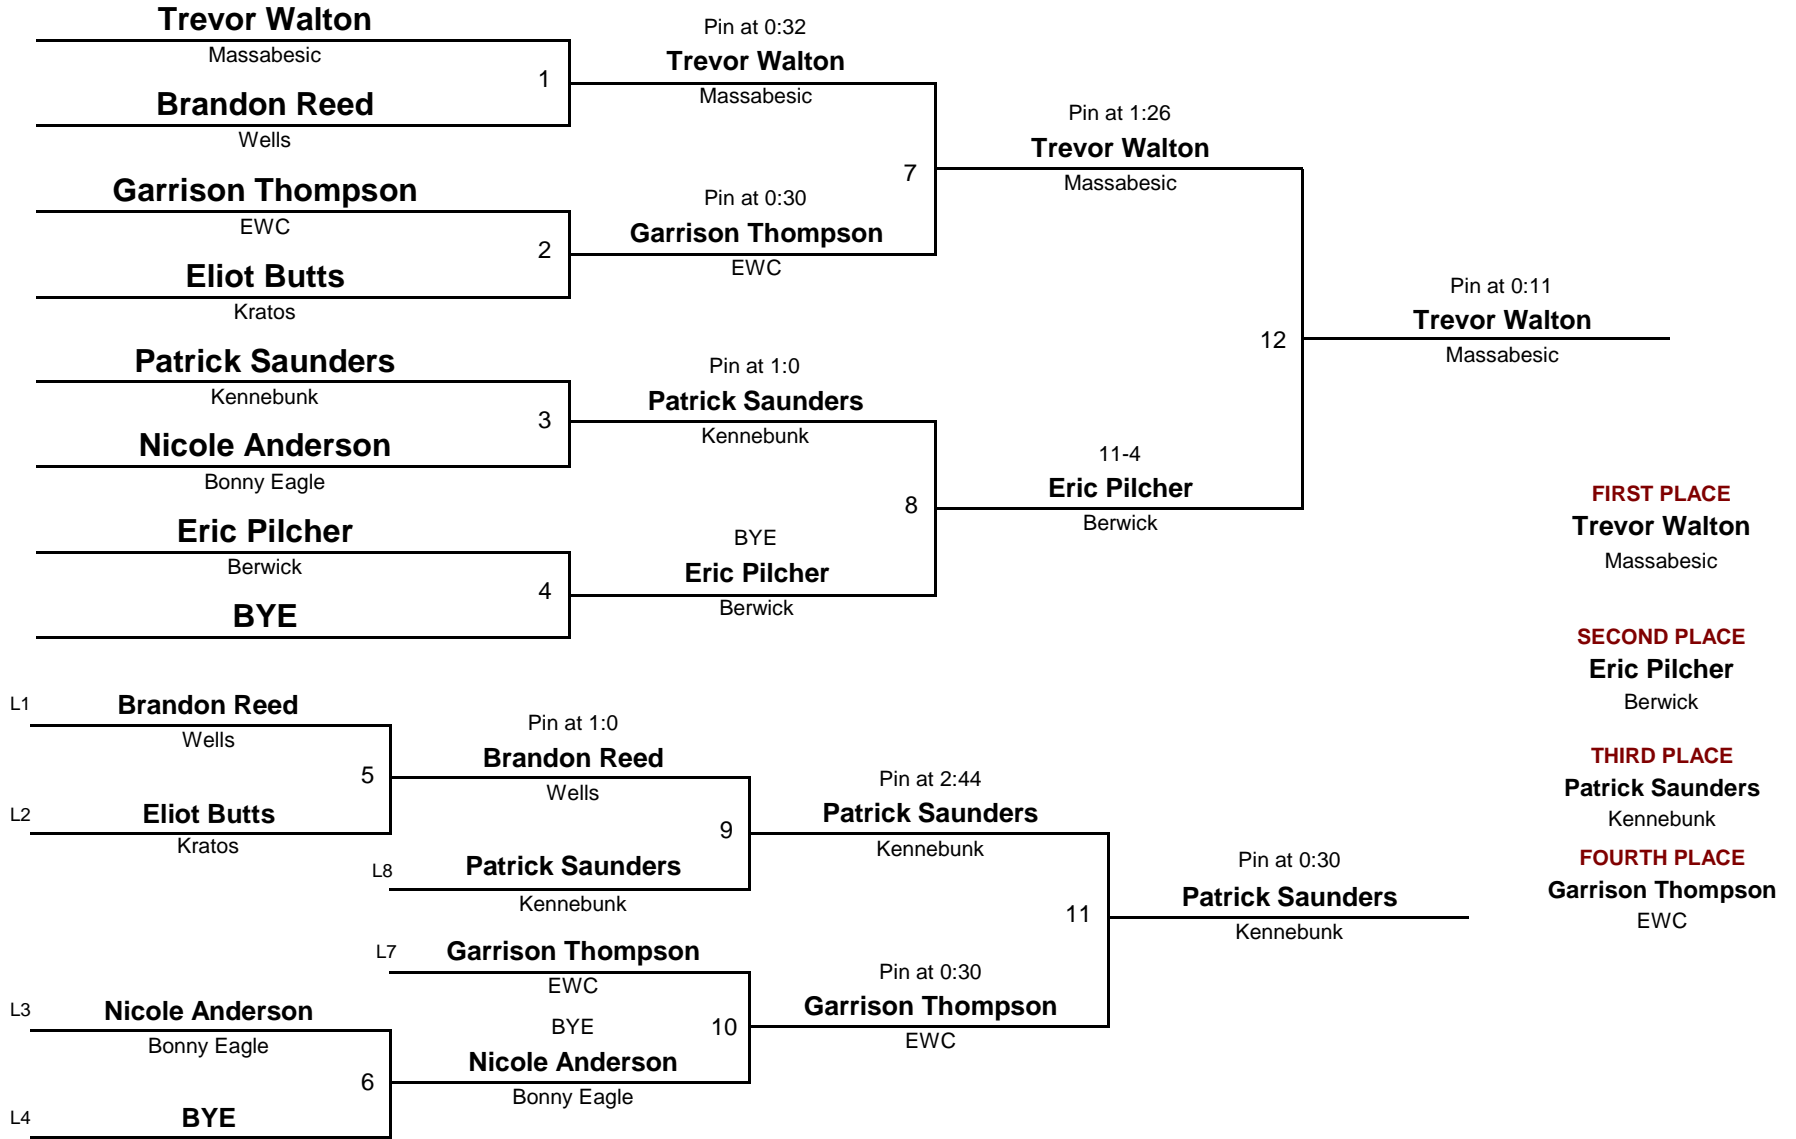 Trevor Walton
Massabesic
1
Brandon Reed
Wells
Garrison Thompson
EWC
2
Eliot Butts
Kratos
Patrick Saunders
Kennebunk
3
Nicole Anderson
Bonny Eagle
Eric Pilcher
Berwick
4
BYE
Pin at 0:32
Trevor Walton
Massabesic
7
Pin at 0:30
Garrison Thompson
EWC
Pin at 1:0
Patrick Saunders
Kennebunk
8
BYE
Eric Pilcher
Berwick
Pin at 1:26
Trevor Walton
Massabesic
12
11-4
Eric Pilcher
Berwick
Pin at 0:11
Trevor Walton
Massabesic
FIRST PLACE
Trevor Walton
Massabesic
SECOND PLACE
Eric Pilcher
Berwick
THIRD PLACE
Patrick Saunders
Kennebunk
FOURTH PLACE
Garrison Thompson
EWC
L1 Brandon Reed
Wells
5
L2 Eliot Butts
Kratos
L3 Nicole Anderson
Bonny Eagle
6
L4 BYE
Pin at 1:0
Brandon Reed
Wells
9
L8 Patrick Saunders
Kennebunk
L7 Garrison Thompson
EWC
BYE
10
Nicole Anderson
Bonny Eagle
Pin at 2:44
Patrick Saunders
Kennebunk
11
Pin at 0:30
Garrison Thompson
EWC
Pin at 0:30
Patrick Saunders
Kennebunk